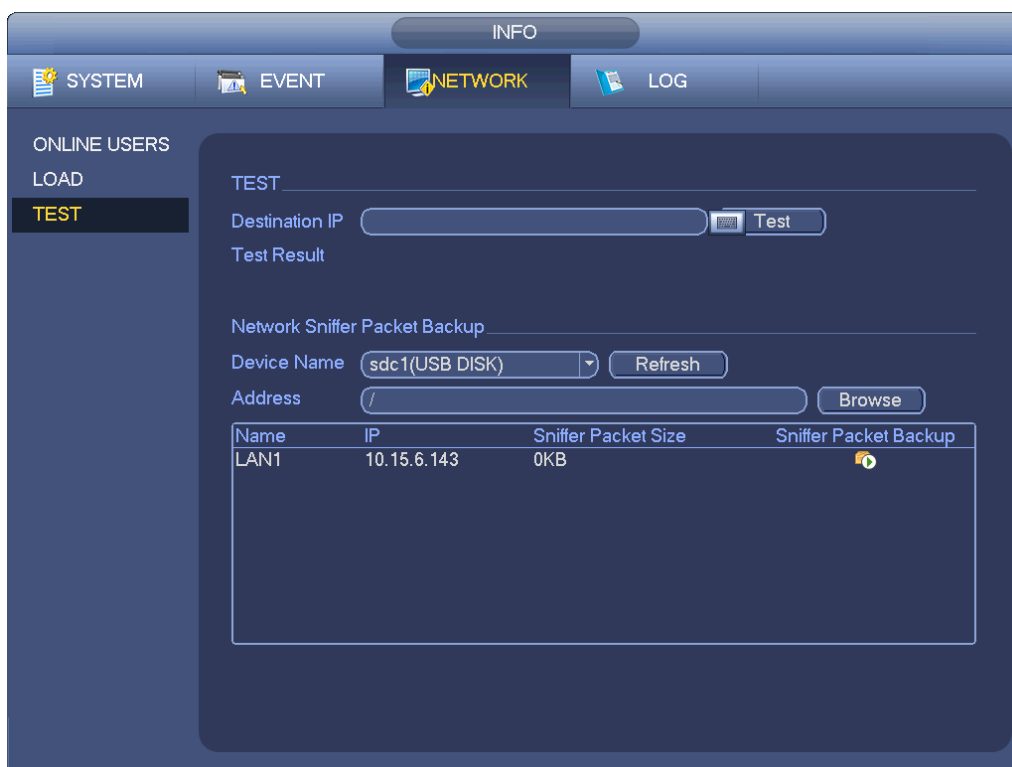 INFO
SYSTEM EVENT NETWORK LOG
ONLINE USERS
LOAD
TEST
TEST
Destination IP Test
Test Result
Network Sniffer Packet Backup
Device Name sdc1(USB DISK) Refresh
Address / Browse
Name IP Sniffer Packet Size Sniffer Packet Backup
LAN1 10.15.6.143 0KB